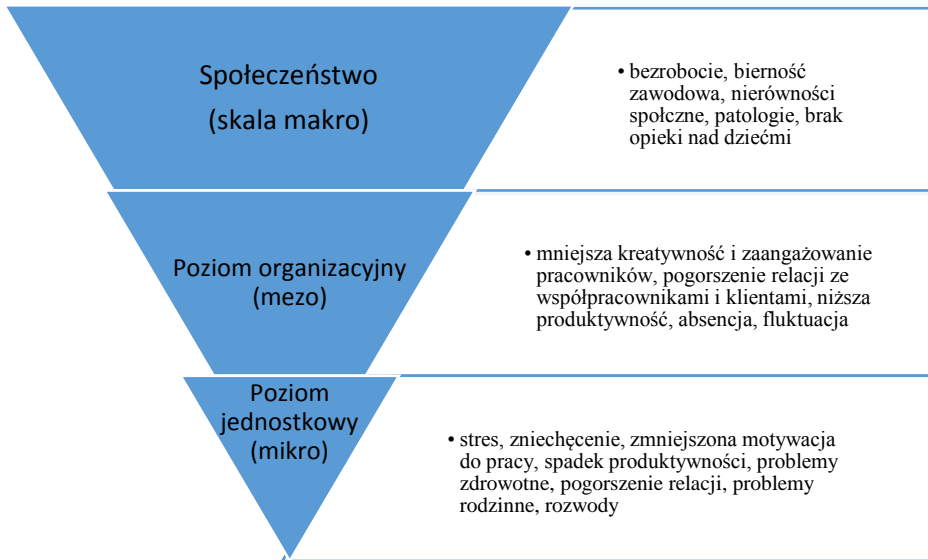 Społeczeństwo
(skala makro)
• bezrobocie, bierność
zawodowa, nierówności
społczne, patologie, brak
opieki nad dziećmi
Poziom organizacyjny
(mezo)
• mniejsza kreatywność i zaangażowanie
pracowników, pogorszenie relacji ze
współpracownikami i klientami, niższa
produktywność, absencja, fluktuacja
Poziom
jednostkowy
(mikro)
• stres, zniechęcenie, zmniejszona motywacja
do pracy, spadek produktywności, problemy
zdrowotne, pogorszenie relacji, problemy
rodzinne, rozwody